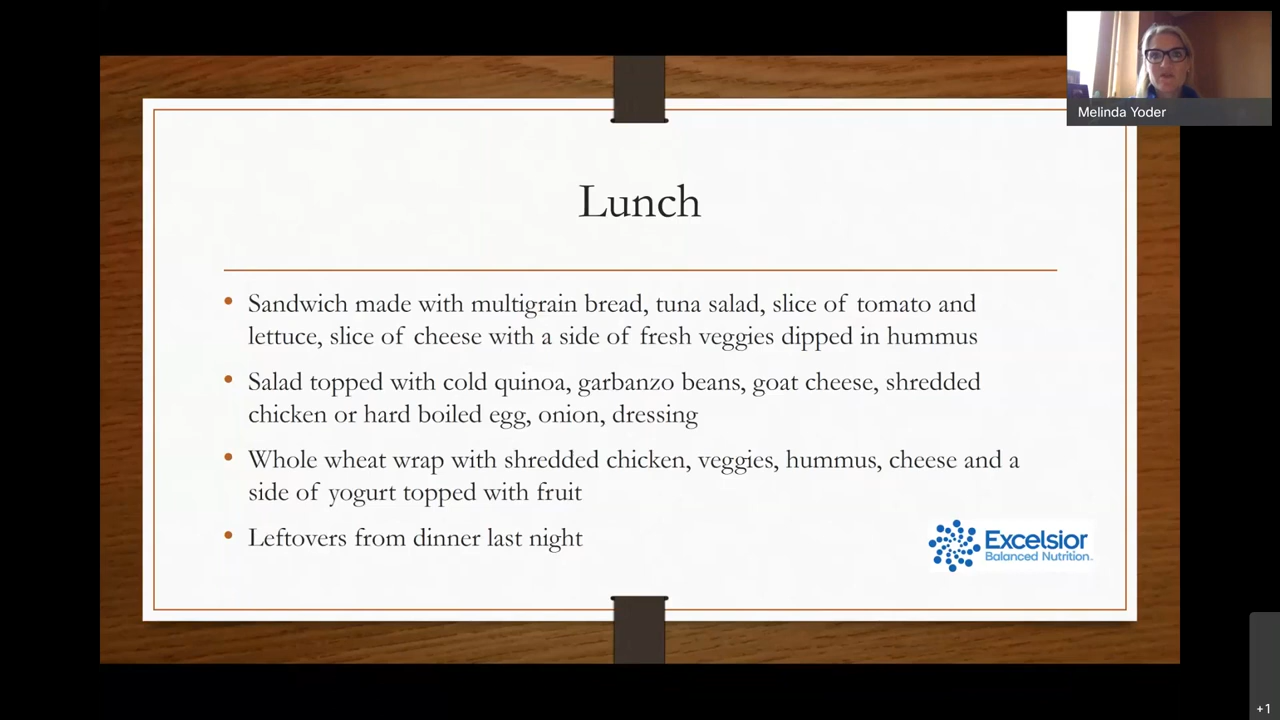 Melinda Yoder
Lunch
• Sandwich made with multigrain bread, tuna salad, slice of tomato and
lettuce, slice of cheese with a side of fresh veggies dipped in hummus
• Salad topped with cold quinoa, garbanzo beans, goat cheese, shredded
chicken or hard boiled egg, onion, dressing
• Whole wheat wrap with shredded chicken, veggies, hummus, cheese and a
side of yogurt topped with fruit
• Leftovers from dinner last night
Excelsior
Balanced Nutrition.
+1